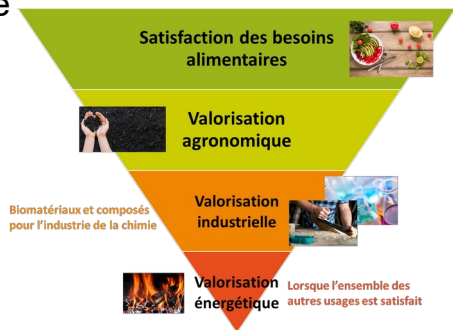 e
Satisfaction des besoins
alimentaires
Valorisation
agronomique
Biomatériaux et composés
pour l'industrie de la chimie
Valorisation
industrielle
Valorisation
énergétique
Lorsque l'ensemble des
autres usages est satisfait